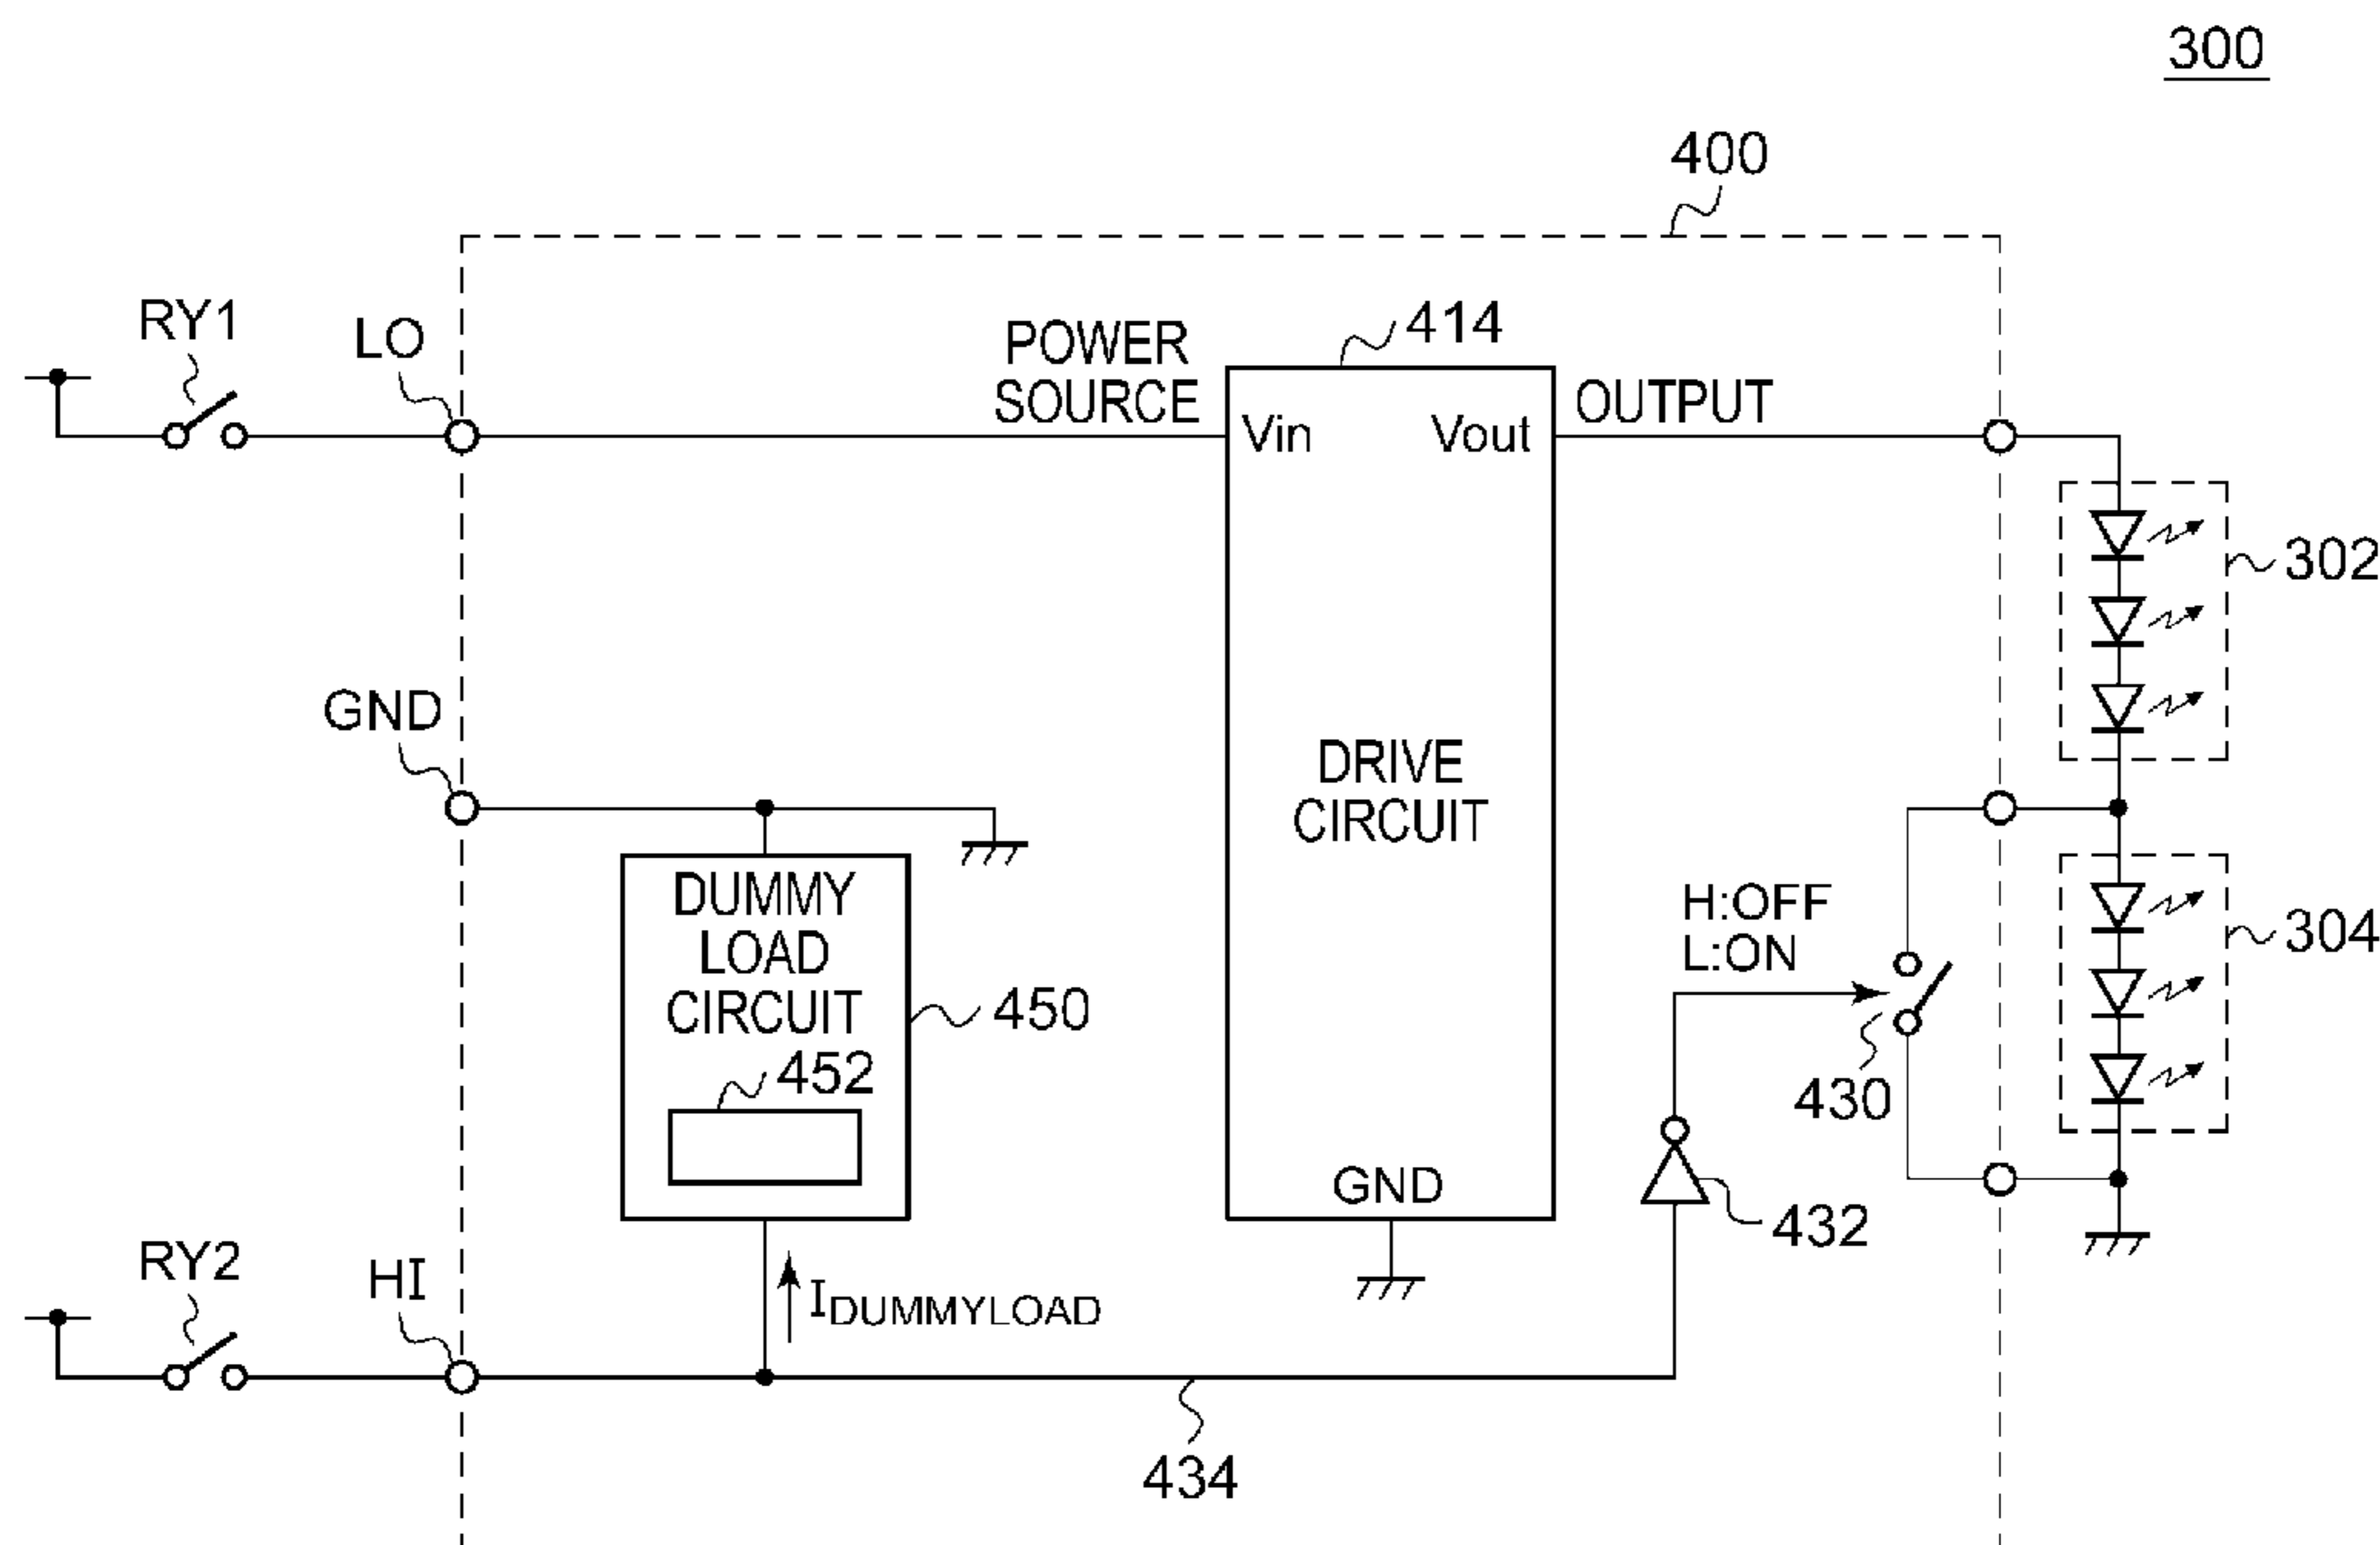 300
400
RY1
LO
POWER
SOURCE
414
Vin
Vout
OUTPUT
302
GND
DRIVE
CIRCUIT
DUMMY
LOAD
CIRCUIT
450
452
H:OFF
L:ON
304
430
GND
432
RY2
HI
IDUMMYLOAD
434